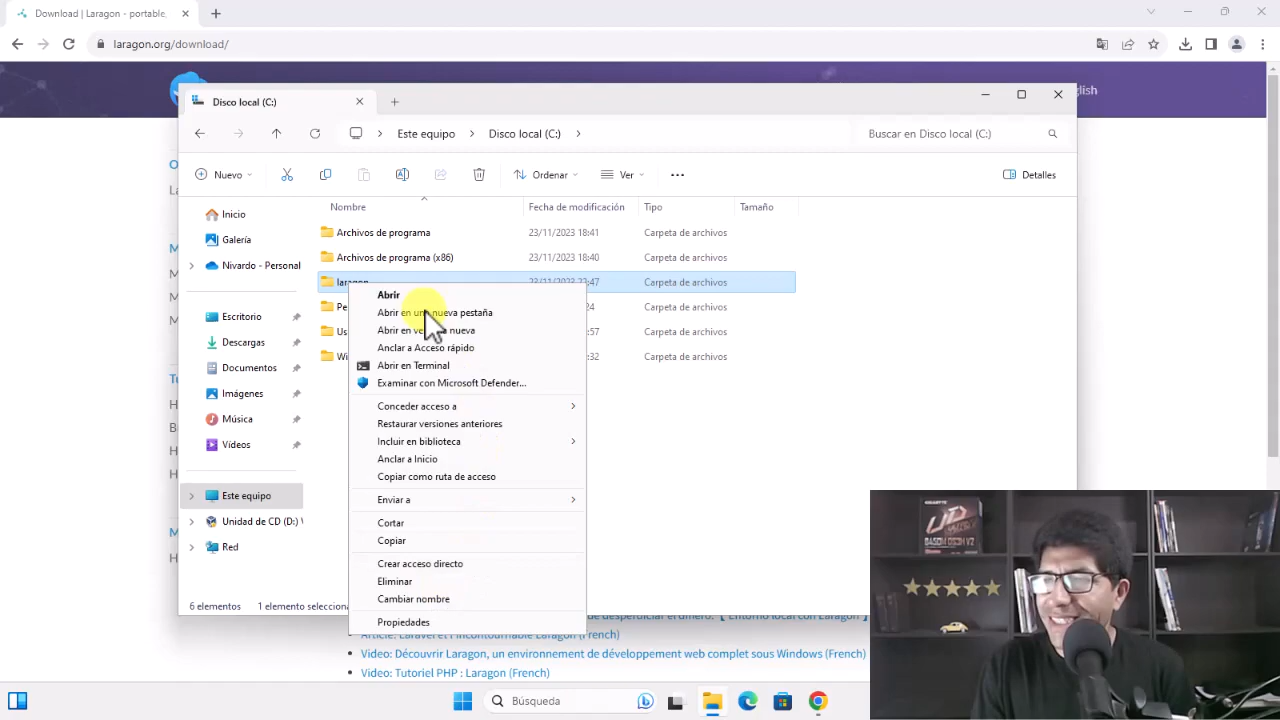 Download | Laragon - portable,
laragon.org/download/
glish
Disco local (C:)
Este equipo
Disco local (C:)
Buscar en Disco local (C:)
Nuevo
Ordenar
Ver
Detalles
Nombre
Fecha de modificación
Tipo
Tamaño
Inicio
Galería
Nivardo - Personal
Escritorio
Descargas
Documentos
Imágenes
Música
Vídeos
Este equipo
Unidad de CD (D:)
Red
Archivos de programa
23/11/2023 18:41
Carpeta de archivos
Archivos de programa (x86)
23/11/2023 18:40
Carpeta de archivos
laragon
23/11/2023 22:47
Carpeta de archivos
Pe
24
Carpeta de archivos
Us
:57
Carpeta de archivos
Wi
:32
Carpeta de archivos
Abrir
Abrir en una nueva pestaña
Abrir en ventana nueva
Anclar a Acceso rápido
Abrir en Terminal
Examinar con Microsoft Defender...
Conceder acceso a
Restaurar versiones anteriores
Incluir en biblioteca
Anclar a Inicio
Copiar como ruta de acceso
Enviar a
Cortar
Copiar
Crear acceso directo
Eliminar
Cambiar nombre
Propiedades
6 elementos
1 elemento selecciona
de desperdiciar el dinero. 【 Entorno local con Laragon 】
Article: Laravel et l'incontournable Laragon (French)
Video: Découvrir Laragon, un environnement de développement web complet sous Windows (French)
Video: Tutoriel PHP : Laragon (French)
Búsqueda
GIGABYTE
UD
B450M DS3H V2